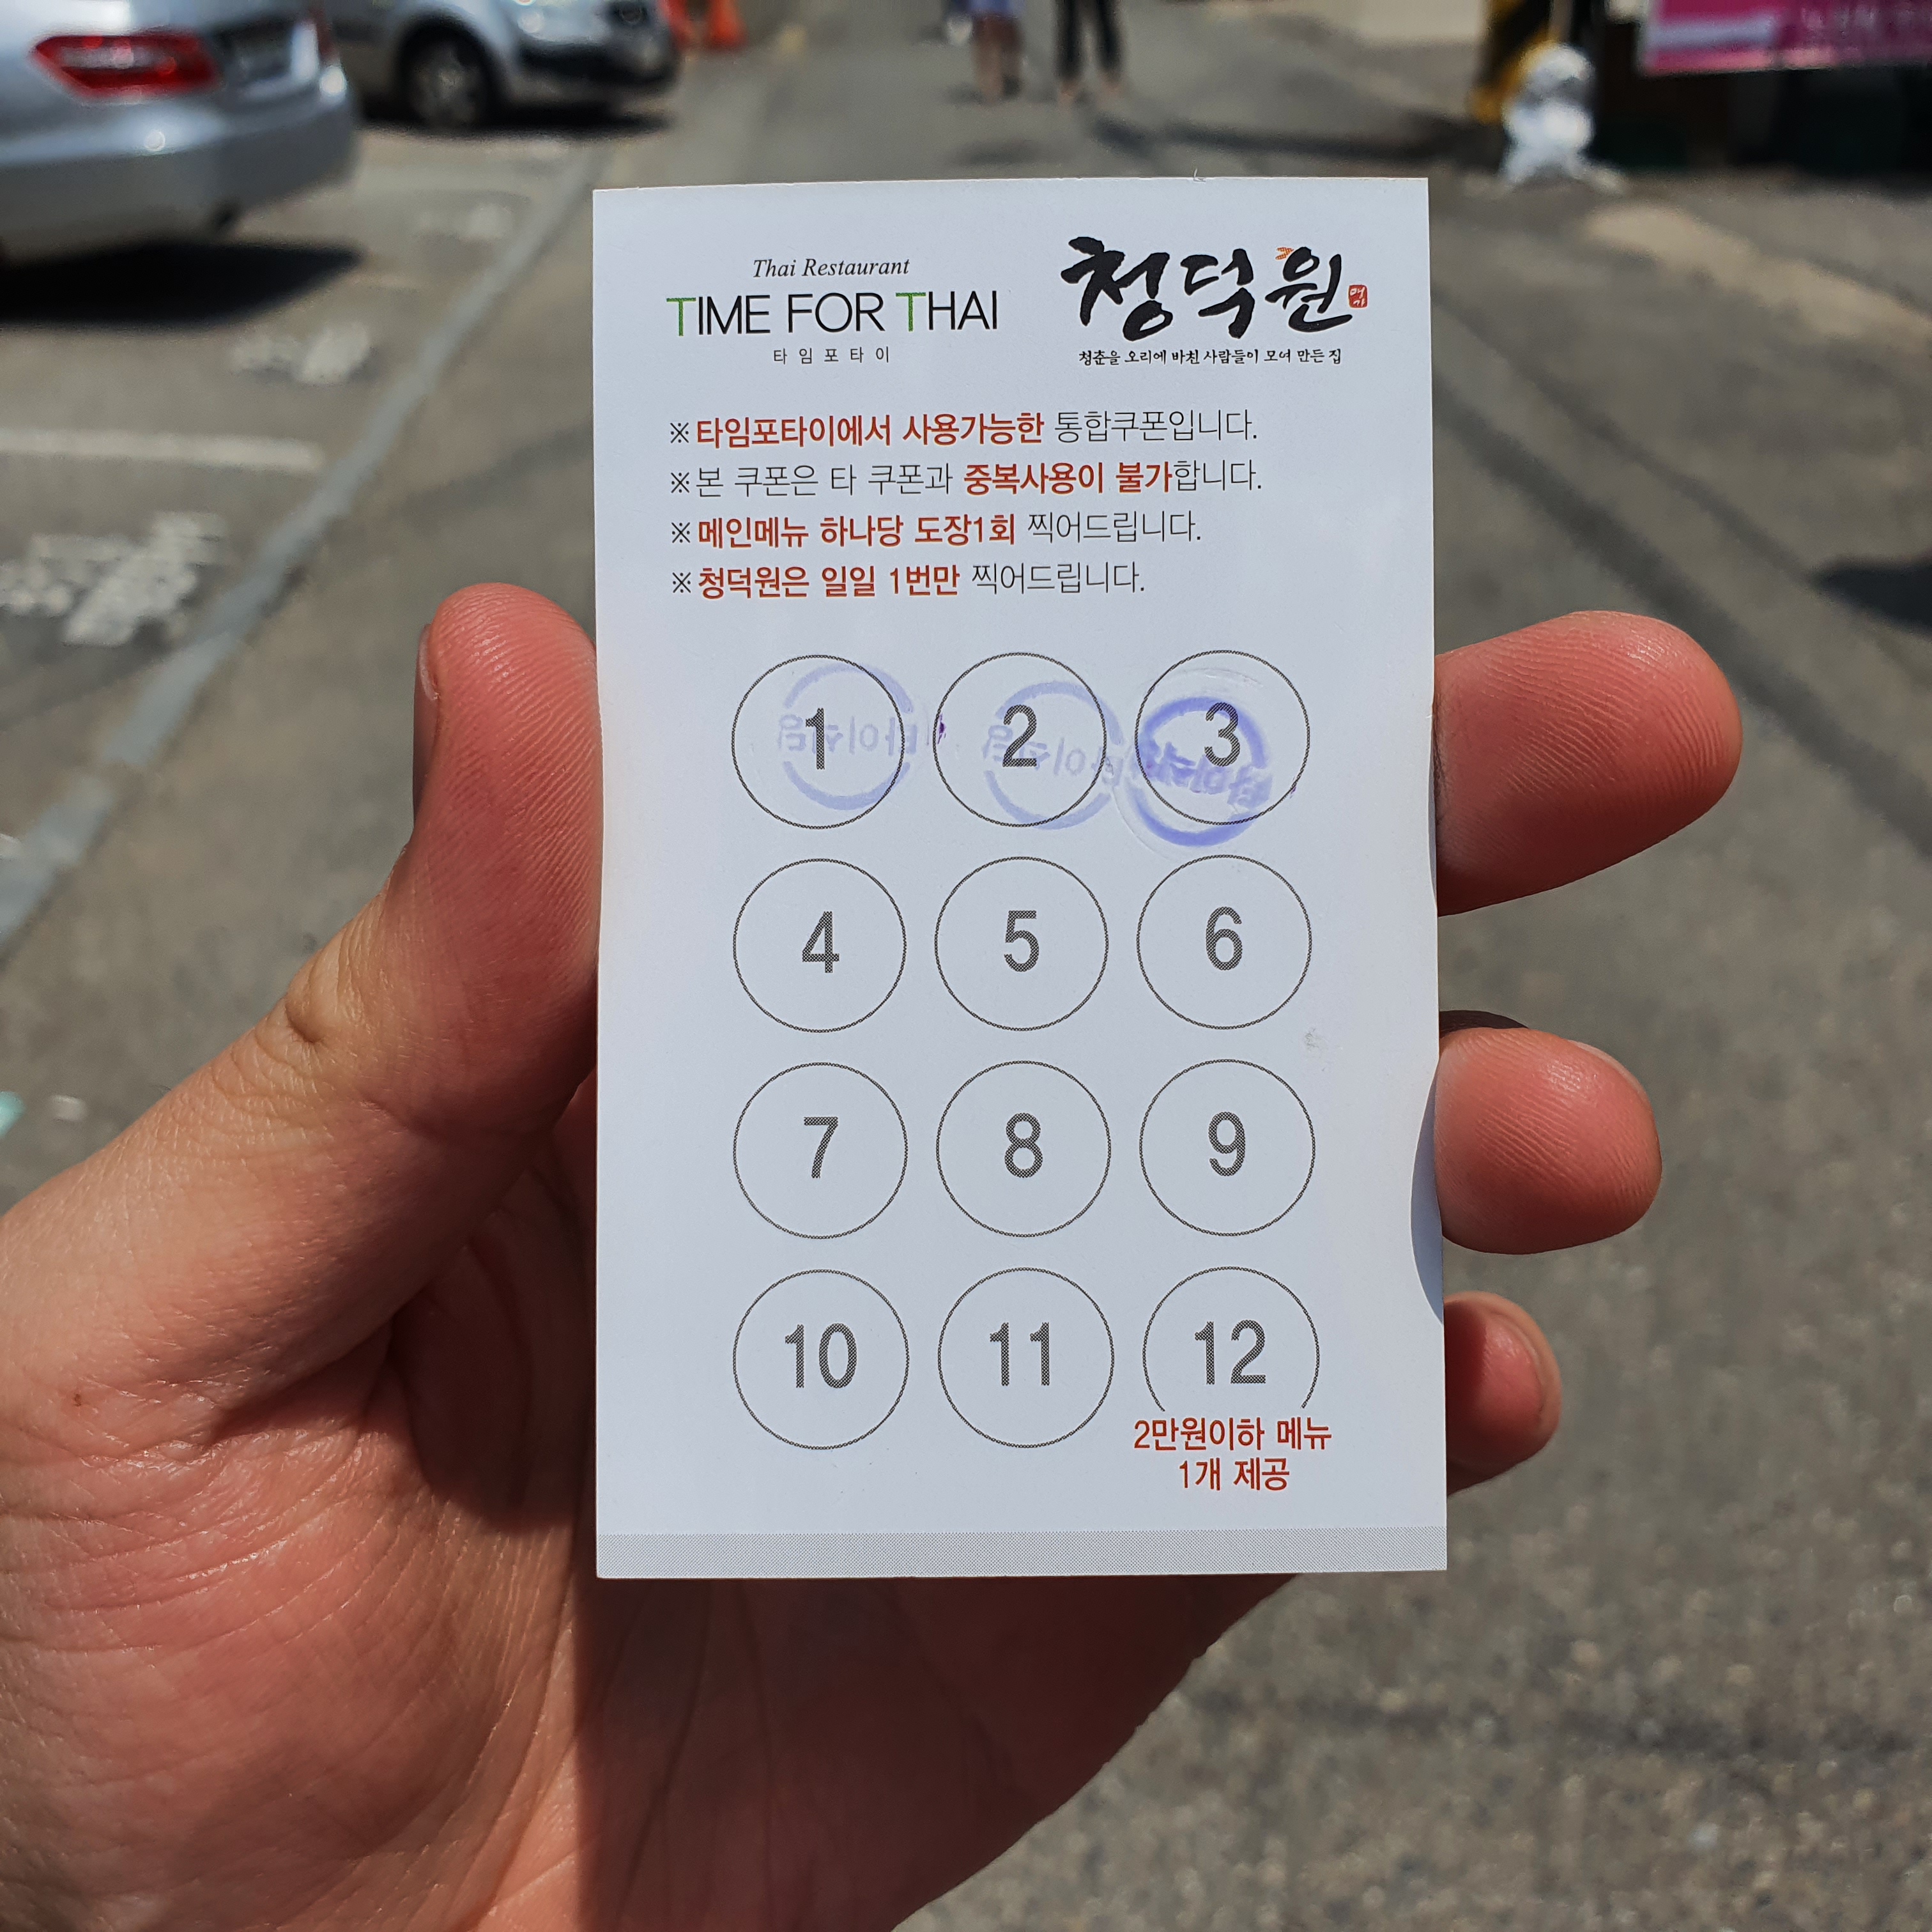 Thai Restaurant
TIME FOR THAI
타임포타이
청덕원
청춘을 오리에 바친 사람들이 모여 만든 집
※타임포타이에서 사용가능한 통합쿠폰입니다.
※본 쿠폰은 타 쿠폰과 중복사용이 불가합니다.
※메인메뉴 하나당 도장1회 찍어드립니다.
※청덕원은 일일 1번만 찍어드립니다.
1 2 3
4 5 6
7 8 9
10 11 12
2만원이하 메뉴
1개 제공